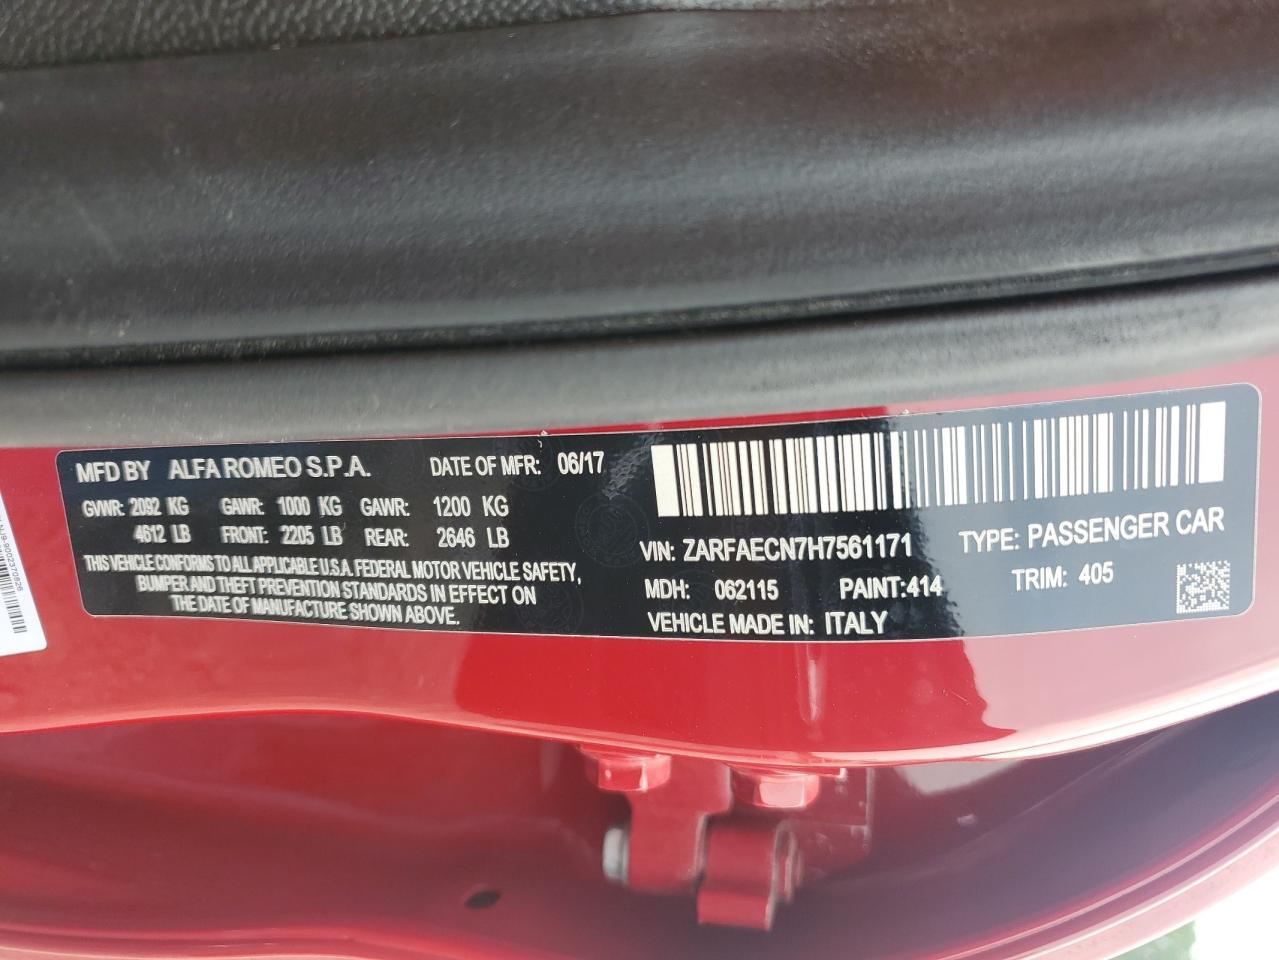 MFD BY ALFA ROMEO S.P.A. DATE OF MFR: 06/17
GVWR: 2092 KG GAWR: 1000 KG GAWR: 1200 KG
4612 LB FRONT: 2205 LB REAR: 2646 LB
THIS VEHICLE CONFORMS TO ALL APPLICABLE U.S.A. FEDERAL MOTOR VEHICLE SAFETY,
BUMPER AND THEFT PREVENTION STANDARDS IN EFFECT ON
THE DATE OF MANUFACTURE SHOWN ABOVE.
VIN: ZARFAECN7H7561171 TYPE: PASSENGER CAR
MDH: 062115 PAINT:414 TRIM: 405
VEHICLE MADE IN: ITALY